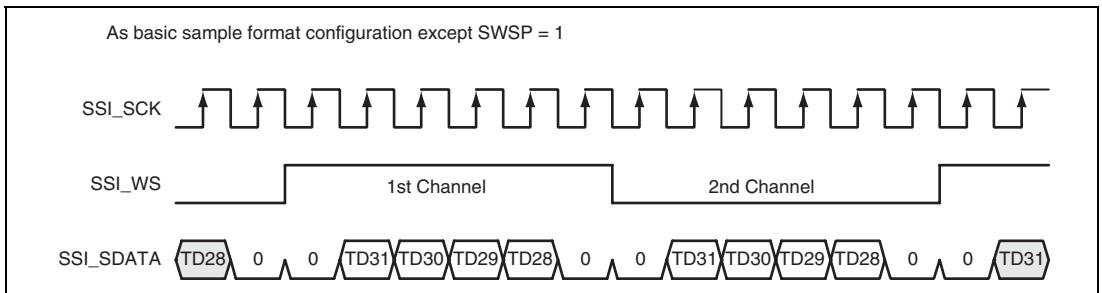 As basic sample format configuration except SWSP = 1
SSI_SCK
SSI_WS 1st Channel 2nd Channel
SSI_SDATA TD28 0 0 TD31 TD30 TD29 TD28 0 0 TD31 TD30 TD29 TD28 0 0 TD31